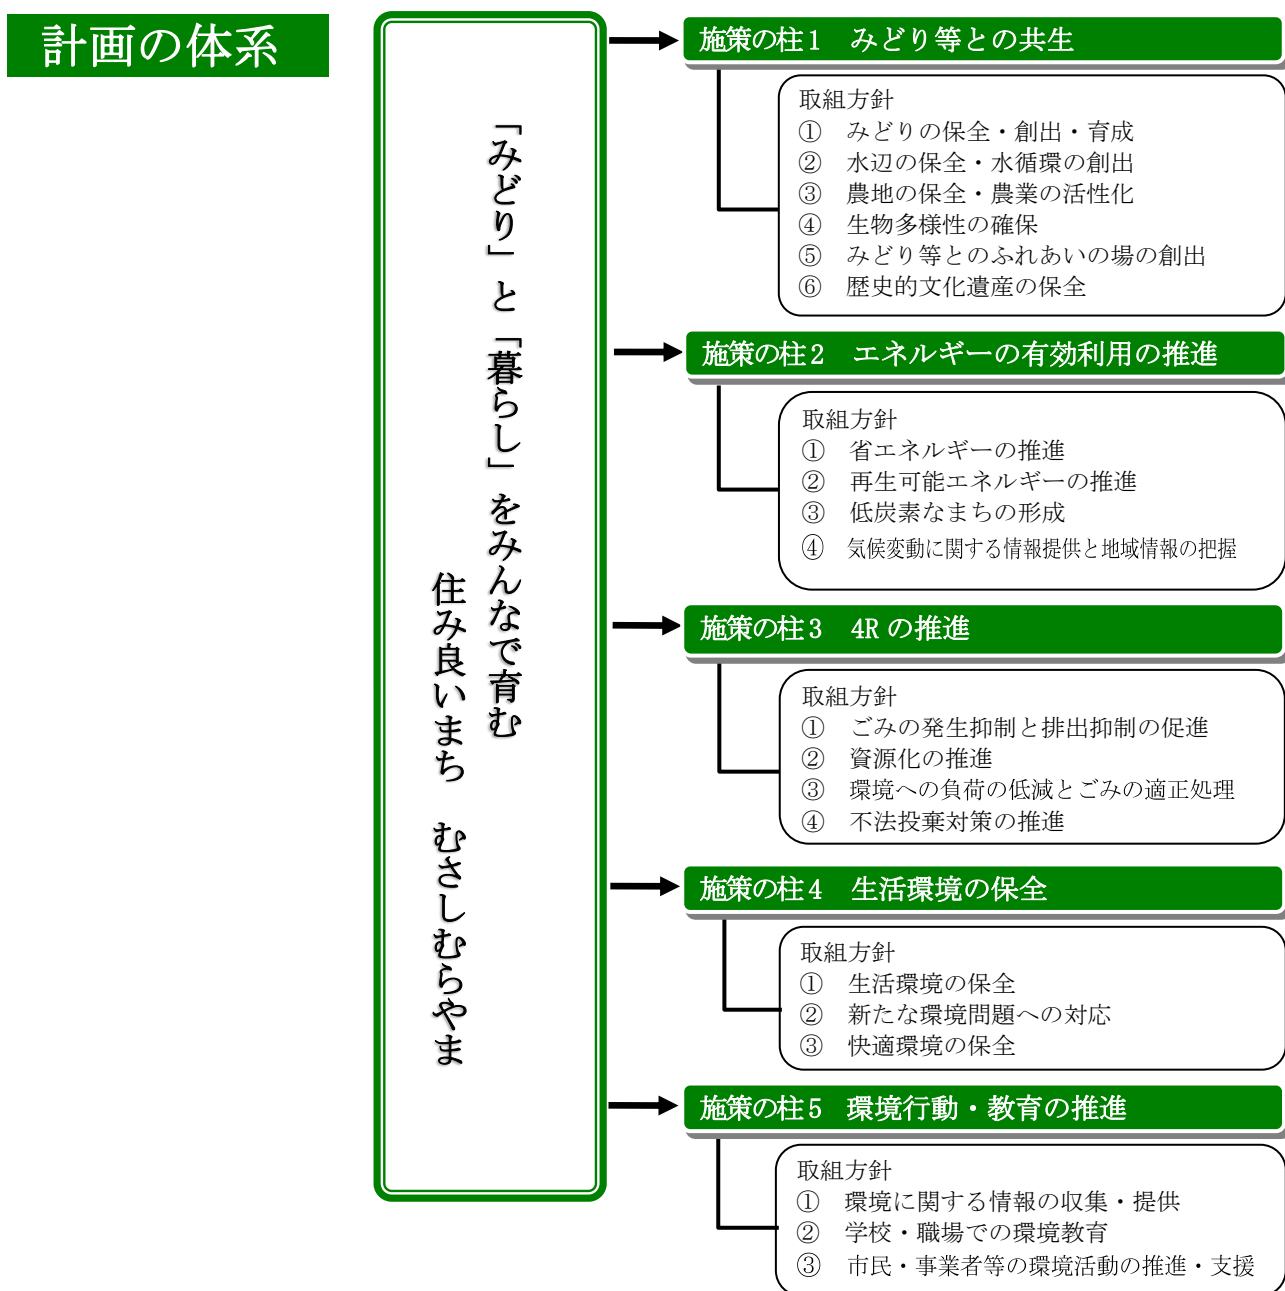 計画の体系
「みどり」と「暮らし」をみんなで育む
住み良いまち　むさしむらやま
施策の柱1　みどり等との共生
取組方針
①　みどりの保全・創出・育成
②　水辺の保全・水循環の創出
③　農地の保全・農業の活性化
④　生物多様性の確保
⑤　みどり等とのふれあいの場の創出
⑥　歴史的文化遺産の保全
施策の柱2　エネルギーの有効利用の推進
取組方針
①　省エネルギーの推進
②　再生可能エネルギーの推進
③　低炭素なまちの形成
④　気候変動に関する情報提供と地域情報の把握
施策の柱3　4Rの推進
取組方針
①　ごみの発生抑制と排出抑制の促進
②　資源化の推進
③　環境への負荷の低減とごみの適正処理
④　不法投棄対策の推進
施策の柱4　生活環境の保全
取組方針
①　生活環境の保全
②　新たな環境問題への対応
③　快適環境の保全
施策の柱5　環境行動・教育の推進
取組方針
①　環境に関する情報の収集・提供
②　学校・職場での環境教育
③　市民・事業者等の環境活動の推進・支援